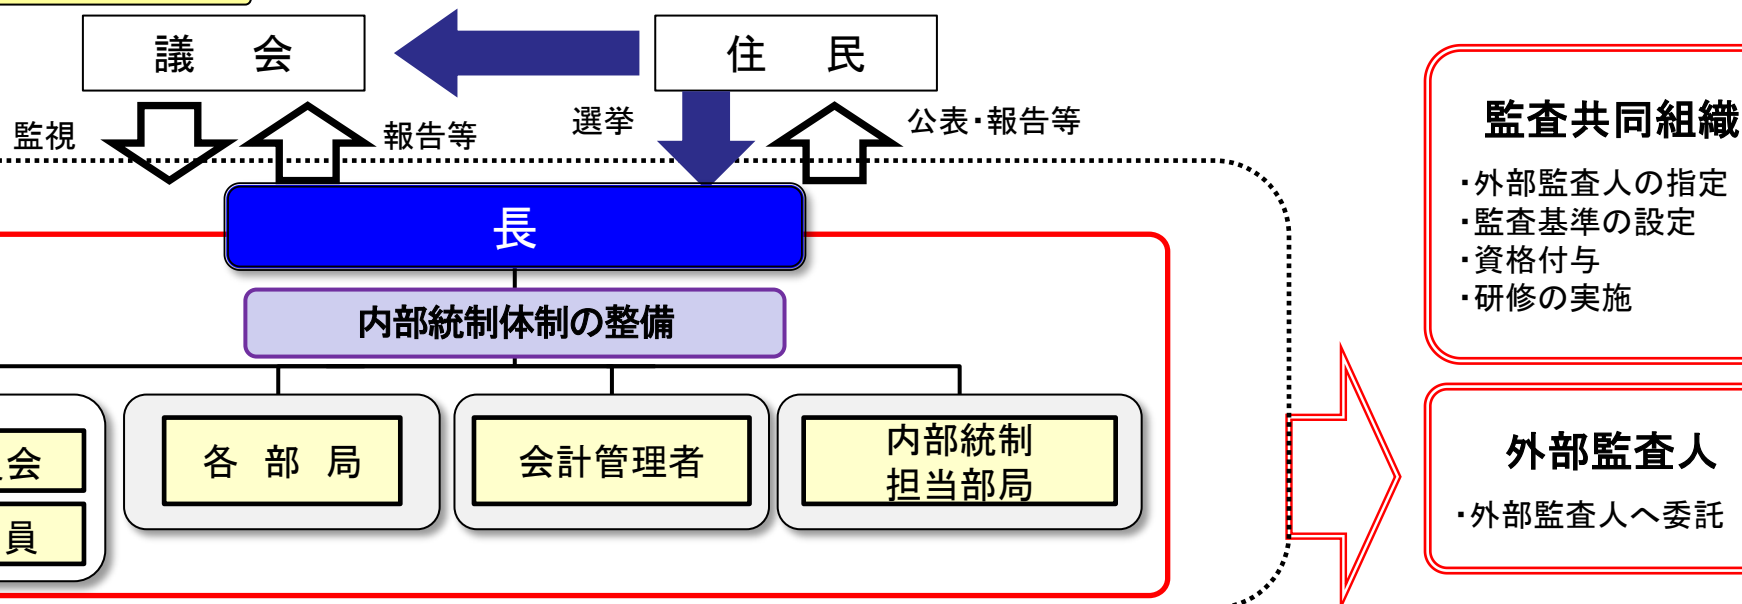 議 会
住 民
監視
報告等
選挙
公表・報告等
長
内部統制体制の整備
会
員
各 部 局
会計管理者
内部統制
担当部局
監査共同組織
・外部監査人の指定
・監査基準の設定
・資格付与
・研修の実施
外部監査人
・外部監査人へ委託